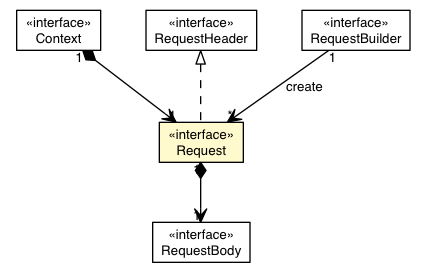 «interface»
Context
«interface»
RequestHeader
«interface»
RequestBuilder
1
1
create
*
«interface»
Request
«interface»
RequestBody